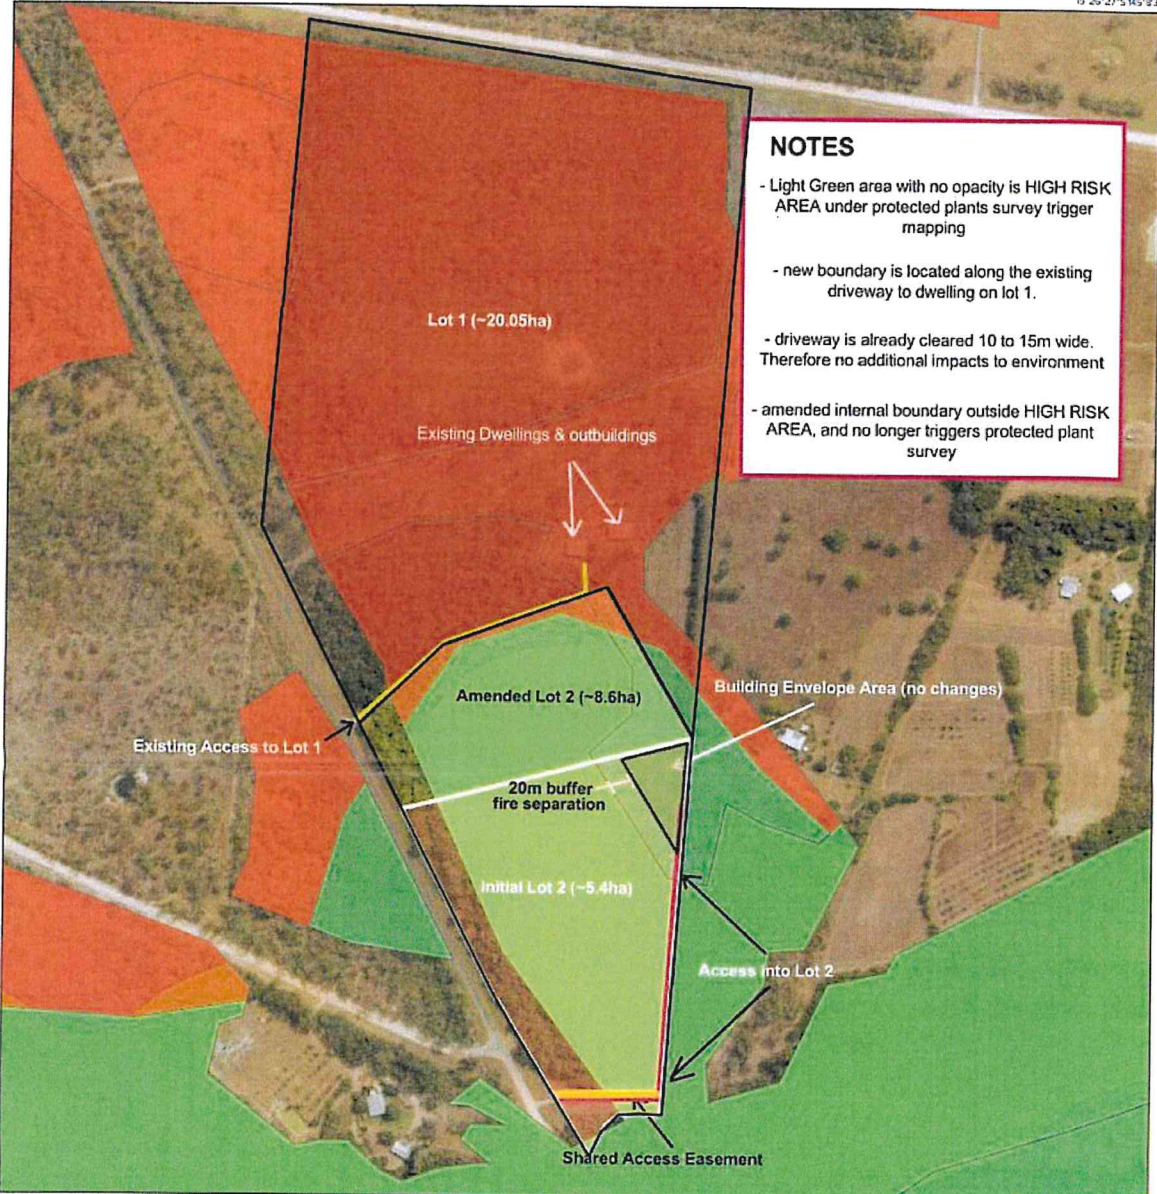 NOTES
- Light Green area with no opacity is HIGH RISK
AREA under protected plants survey trigger
mapping
- new boundary is located along the existing
driveway to dwelling on lot 1.
- driveway is already cleared 10 to 15m wide.
Therefore no additional impacts to environment
- amended internal boundary outside HIGH RISK
AREA, and no longer triggers protected plant
survey
Lot 1 (~20.05ha)
Existing Dwellings & outbuildings
Amended Lot 2 (~8.6ha)
Building Envelope Area (no changes)
Existing Access to Lot 1
20m buffer
fire separation
Initial Lot 2 (~5.4ha)
Access into Lot 2
Shared Access Easement